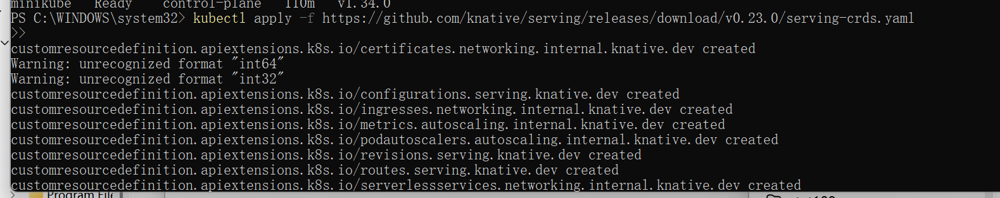 minikube   Ready    control-plane   110m   v1.34.0
PS C:\WINDOWS\system32> kubectl apply -f https://github.com/knative/serving/releases/download/v0.23.0/serving-crds.yaml
>>
customresourcedefinition.apiextensions.k8s.io/certificates.networking.internal.knative.dev created
Warning: unrecognized format "int64"
Warning: unrecognized format "int32"
customresourcedefinition.apiextensions.k8s.io/configurations.serving.knative.dev created
customresourcedefinition.apiextensions.k8s.io/ingresses.networking.internal.knative.dev created
customresourcedefinition.apiextensions.k8s.io/metrics.autoscaling.internal.knative.dev created
customresourcedefinition.apiextensions.k8s.io/podautoscalers.autoscaling.internal.knative.dev created
customresourcedefinition.apiextensions.k8s.io/revisions.serving.knative.dev created
customresourcedefinition.apiextensions.k8s.io/routes.serving.knative.dev created
customresourcedefinition.apiextensions.k8s.io/serverlessservices.networking.internal.knative.dev created
Program File